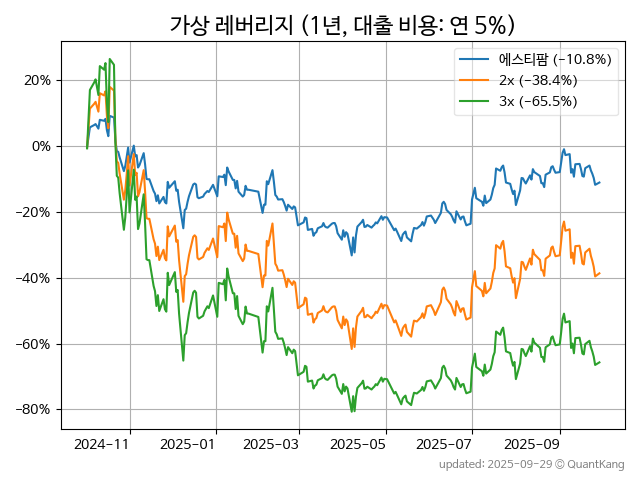 가상 레버리지 (1년, 대출 비용: 연 5%)
에스티팜 (-10.8%)
2x (-38.4%)
3x (-65.5%)
20%
0%
-20%
-40%
-60%
-80%
2024-11 2025-01 2025-03 2025-05 2025-07 2025-09
updated: 2025-09-29 © QuantKang